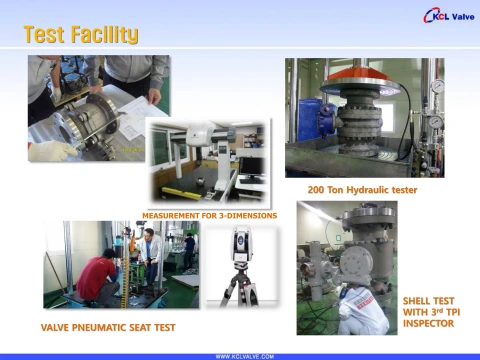 KCL Valve
Test Facility
200 Ton Hydraulic tester
MEASUREMENT FOR 3-DIMENSIONS
SHELL TEST
WITH 3rd TPI
INSPECTOR
VALVE PNEUMATIC SEAT TEST
WWW.KCLVALVE.COM